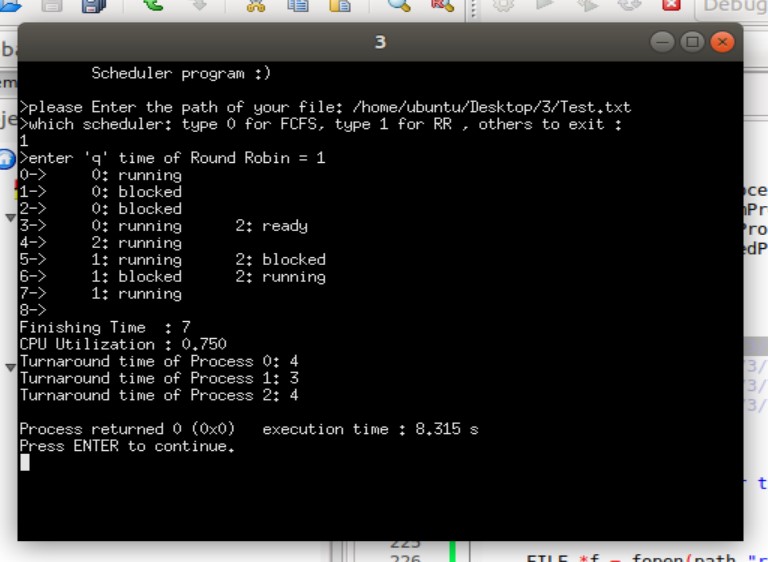 Debug
3
Scheduler program :)
>please Enter the path of your file: /home/ubuntu/Desktop/3/Test.txt
>which scheduler: type 0 for FCFS, type 1 for RR , others to exit :
1
>enter 'q' time of Round Robin = 1
0-> 0: running
1-> 0: blocked
2-> 0: blocked
3-> 0: running 2: ready
4-> 2: running
5-> 1: running 2: blocked
6-> 1: blocked 2: running
7-> 1: running
8->
Finishing Time : 7
CPU Utilization : 0.750
Turnaround time of Process 0: 4
Turnaround time of Process 1: 3
Turnaround time of Process 2: 4
Process returned 0 (0x0) execution time : 8.315 s
Press ENTER to continue.
226 FILE *f = fopen(path,"r